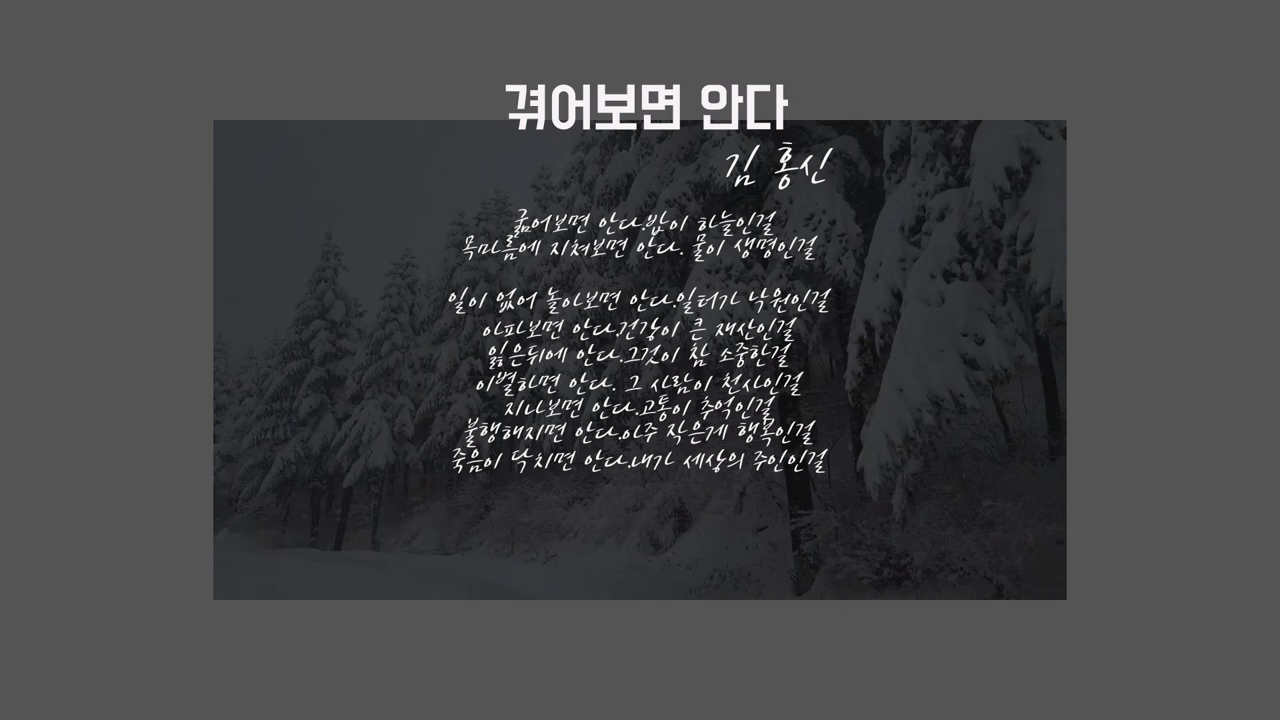 겪어보면 안다
김 홍신
굶어보면 안다.밥이 하늘인걸
목마름에 지쳐보면 안다. 물이 생명인걸
일이 없어 놀아보면 안다.일터가 낙원인걸
아파보면 안다.건강이 큰 재산인걸
잃은뒤에 안다.그것이 참 소중한걸
이별하면 안다. 그 사람이 천사인걸
지나보면 안다.고통이 추억인걸
불행해지면 안다.아주 작은게 행복인걸
죽음이 닥치면 안다.내가 세상의 주인인걸